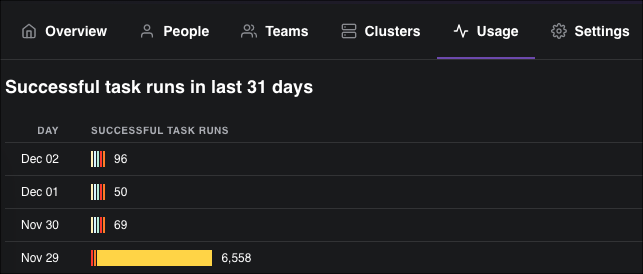 Overview People Teams Clusters Usage Settings
Successful task runs in last 31 days
DAY SUCCESSFUL TASK RUNS
Dec 02 96
Dec 01 50
Nov 30 69
Nov 29 6,558